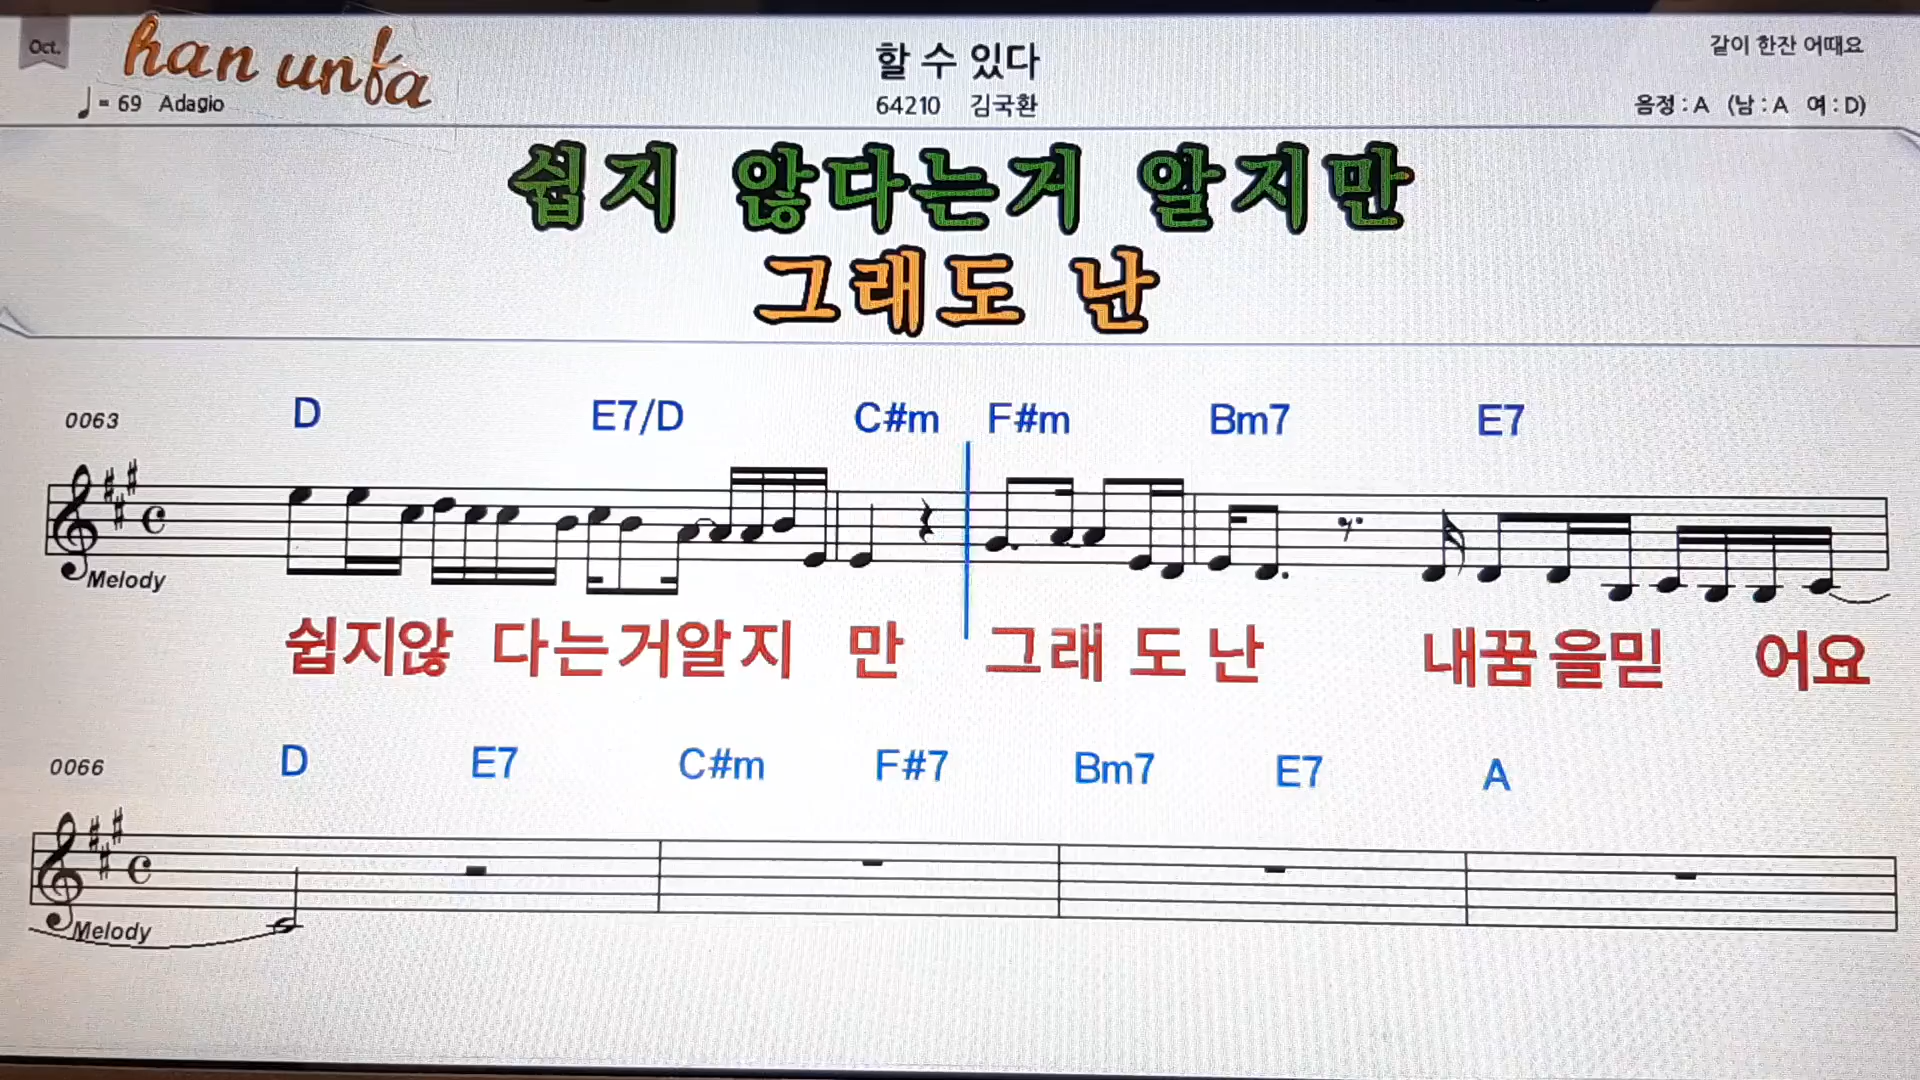 Oct.
han unfa
할 수 있다
같이 한잔 어때요
♩ = 69 Adagio
64210 김국환
음정 : A (남 : A 여 : D)
쉽지 않다는거 알지만
그래도 난
0063 D E7/D C#m F#m Bm7 E7
Melody
쉽지않 다는거알지 만 그래 도 난 내꿈을믿 어요
0066 D E7 C#m F#7 Bm7 E7 A
Melody